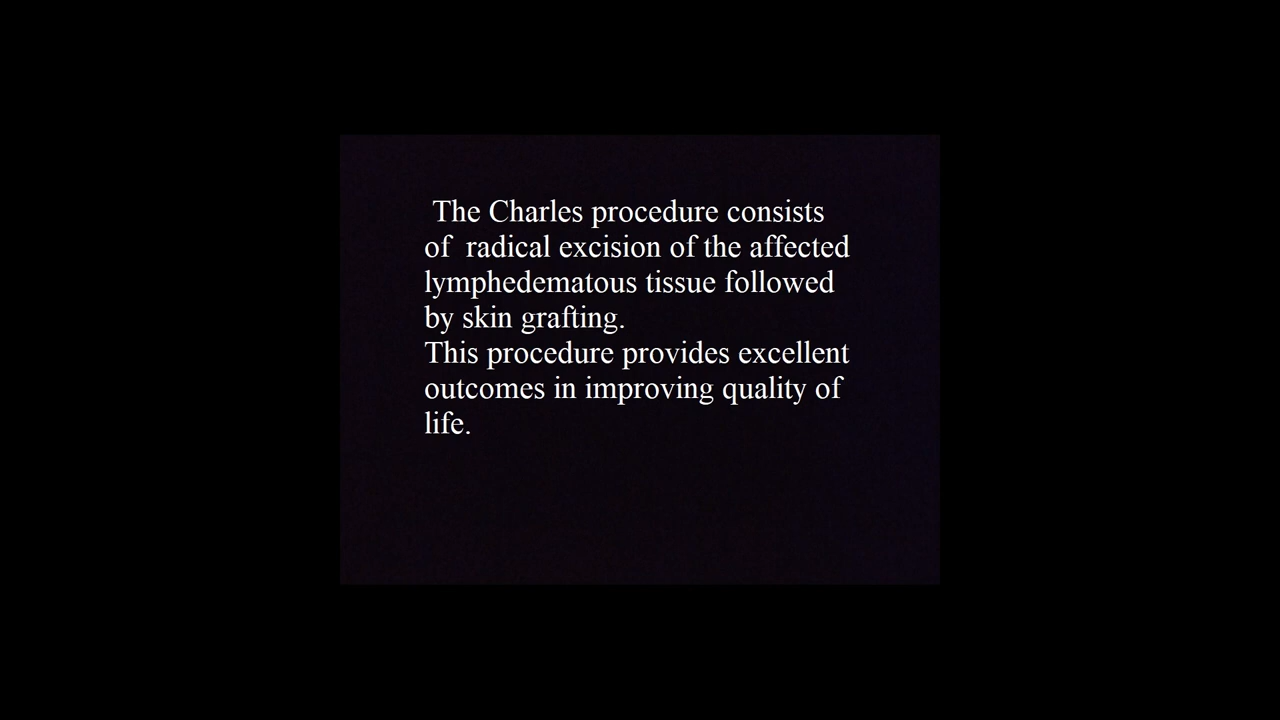 The Charles procedure consists
of  radical excision of the affected
lymphedematous tissue followed
by skin grafting.
This procedure provides excellent
outcomes in improving quality of
life.